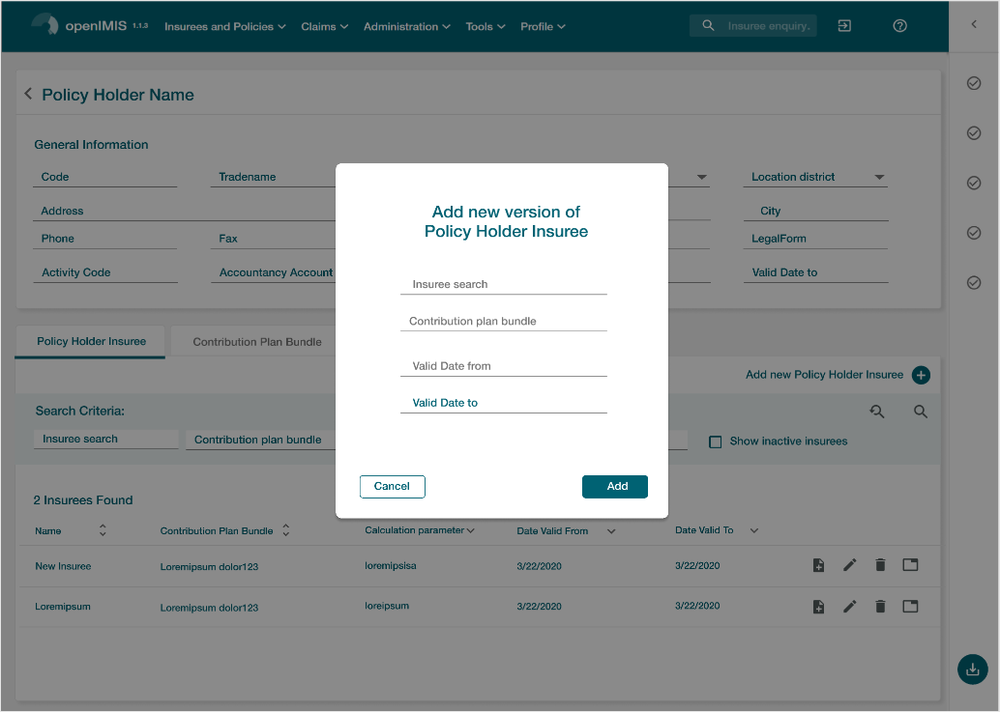 openIMIS 1.1.3 Insurees and Policies Claims Administration Tools Profile Insuree enquiry.
Policy Holder Name
General Information
Code Tradename Location district
Address City
Phone Fax LegalForm
Activity Code Accountancy Account Valid Date to
Add new version of
Policy Holder Insuree
Insuree search
Contribution plan bundle
Valid Date from
Valid Date to
Cancel Add
Policy Holder Insuree Contribution Plan Bundle
Add new Policy Holder Insuree
Search Criteria:
Insuree search Contribution plan bundle Show inactive insurees
2 Insurees Found
Name Contribution Plan Bundle Calculation parameter Date Valid From Date Valid To
New Insuree Loremipsum dolor123 loremipsisa 3/22/2020 3/22/2020
Loremipsum Loremipsum dolor123 loreipsum 3/22/2020 3/22/2020